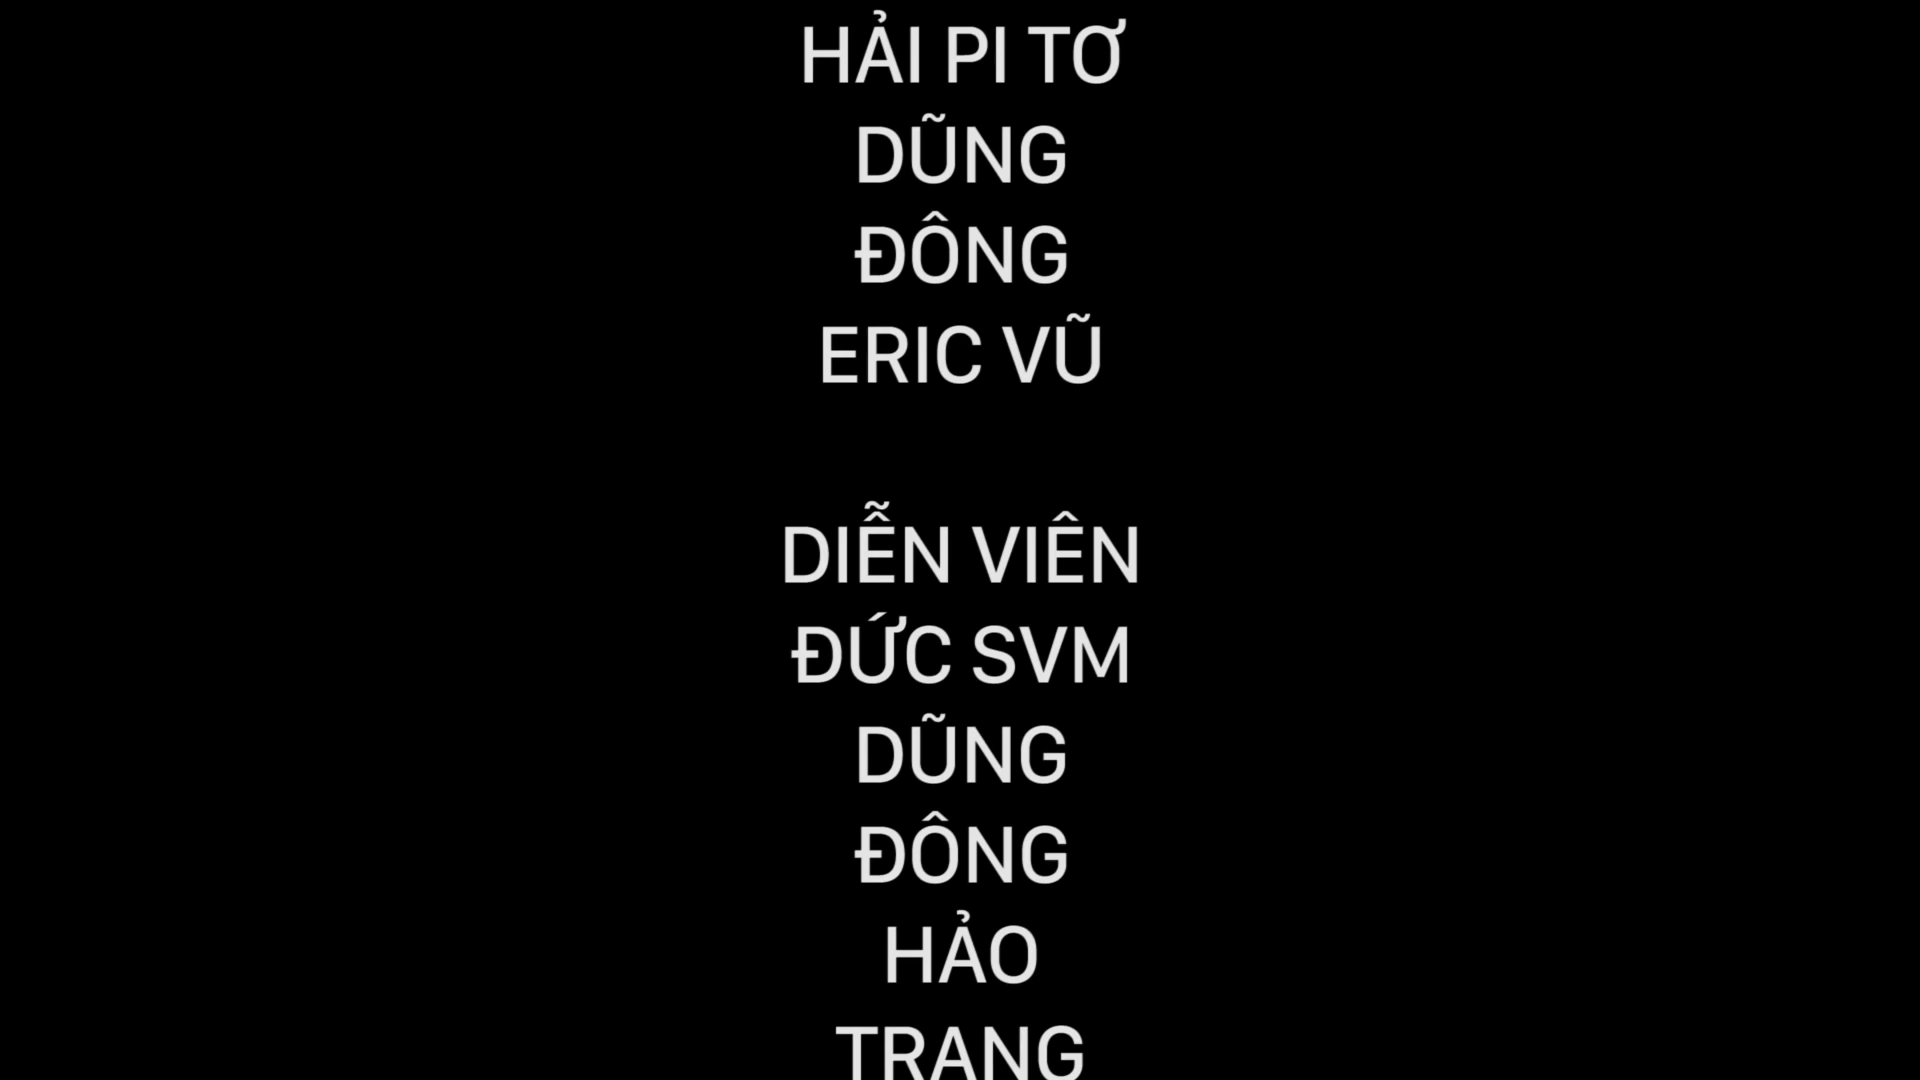 HẢI PI TƠ
DŨNG
ĐÔNG
ERIC VŨ
DIỄN VIÊN
ĐỨC SVM
DŨNG
ĐÔNG
HẢO
TRANG